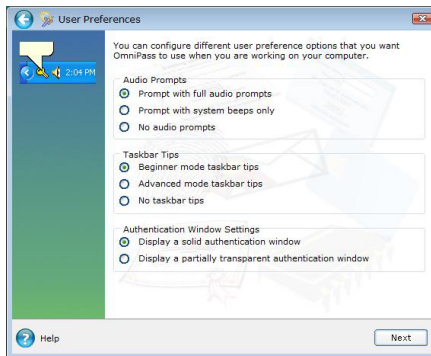 User Preferences
You can configure different user preference options that you want
OmniPass to use when you are working on your computer.
2:04 PM
Audio Prompts
Prompt with full audio prompts
Prompt with system beeps only
No audio prompts
Taskbar Tips
Beginner mode taskbar tips
Advanced mode taskbar tips
No taskbar tips
Authentication Window Settings
Display a solid authentication window
Display a partially transparent authentication window
Help
Next